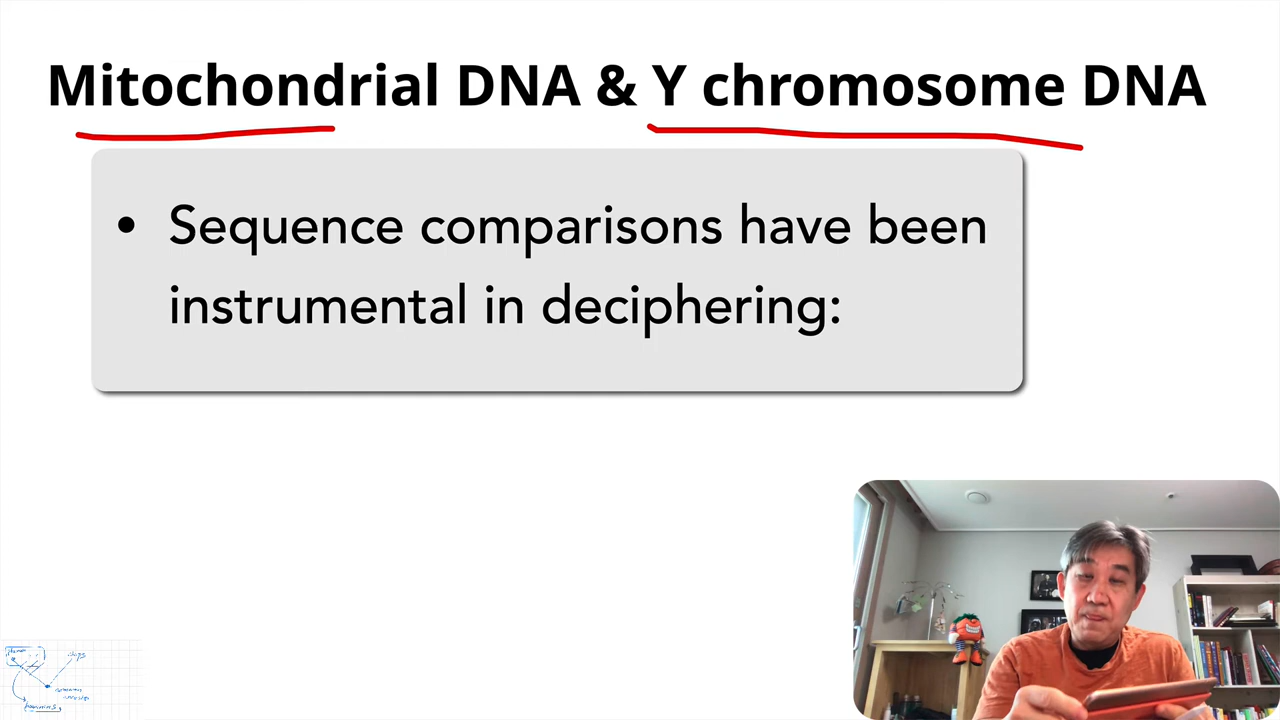 Mitochondrial DNA & Y chromosome DNA
• Sequence comparisons have been
instrumental in deciphering: